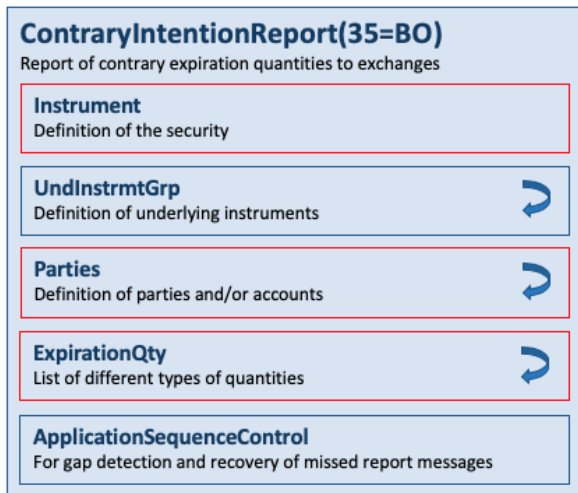 ContraryIntentionReport(35=BO)
Report of contrary expiration quantities to exchanges
Instrument
Definition of the security
UndInstrmtGrp
Definition of underlying instruments
Parties
Definition of parties and/or accounts
ExpirationQty
List of different types of quantities
ApplicationSequenceControl
For gap detection and recovery of missed report messages